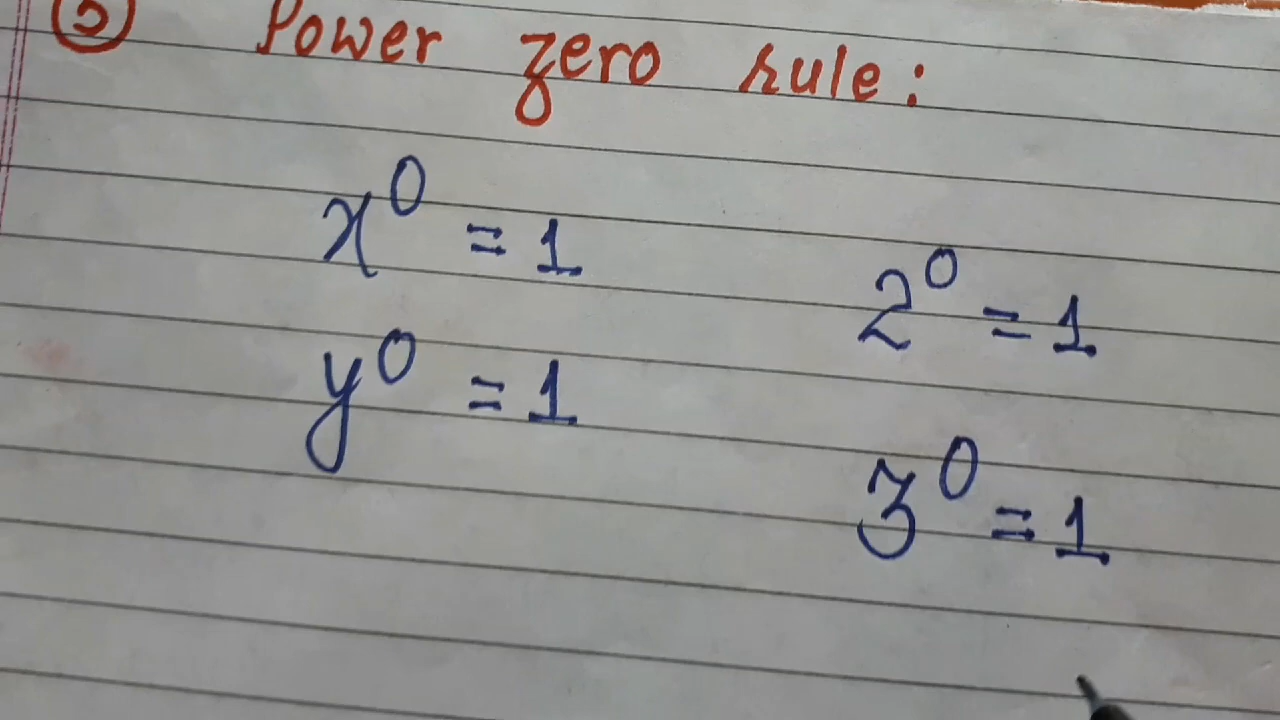 Power zero rule:
x⁰ = 1
2⁰ = 1
y⁰ = 1
3⁰ = 1